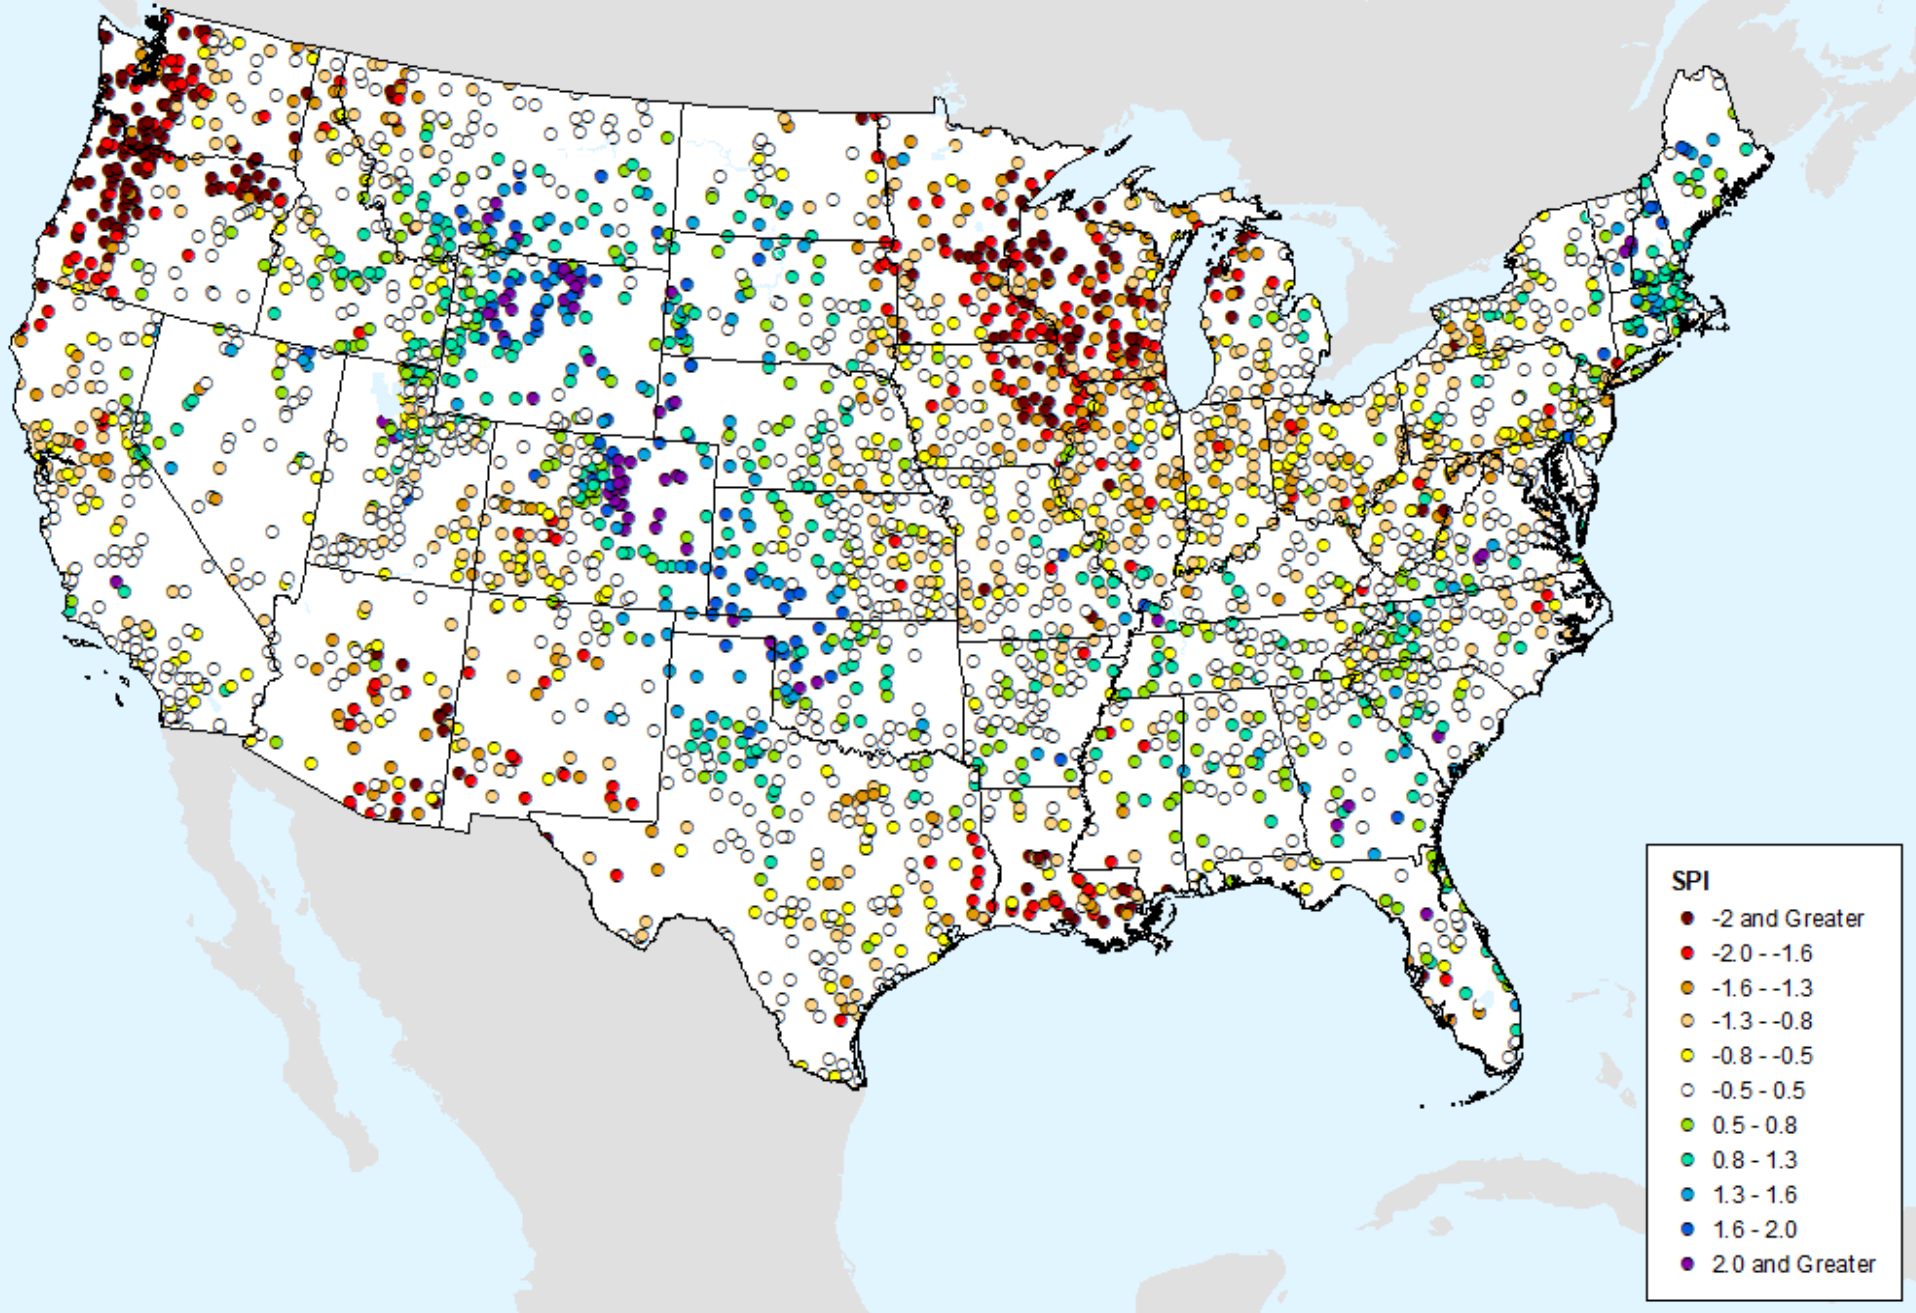 SPI
-2 and Greater
-2.0 - -1.6
-1.6 - -1.3
-1.3 - -0.8
-0.8 - -0.5
-0.5 - 0.5
0.5 - 0.8
0.8 - 1.3
1.3 - 1.6
1.6 - 2.0
2.0 and Greater